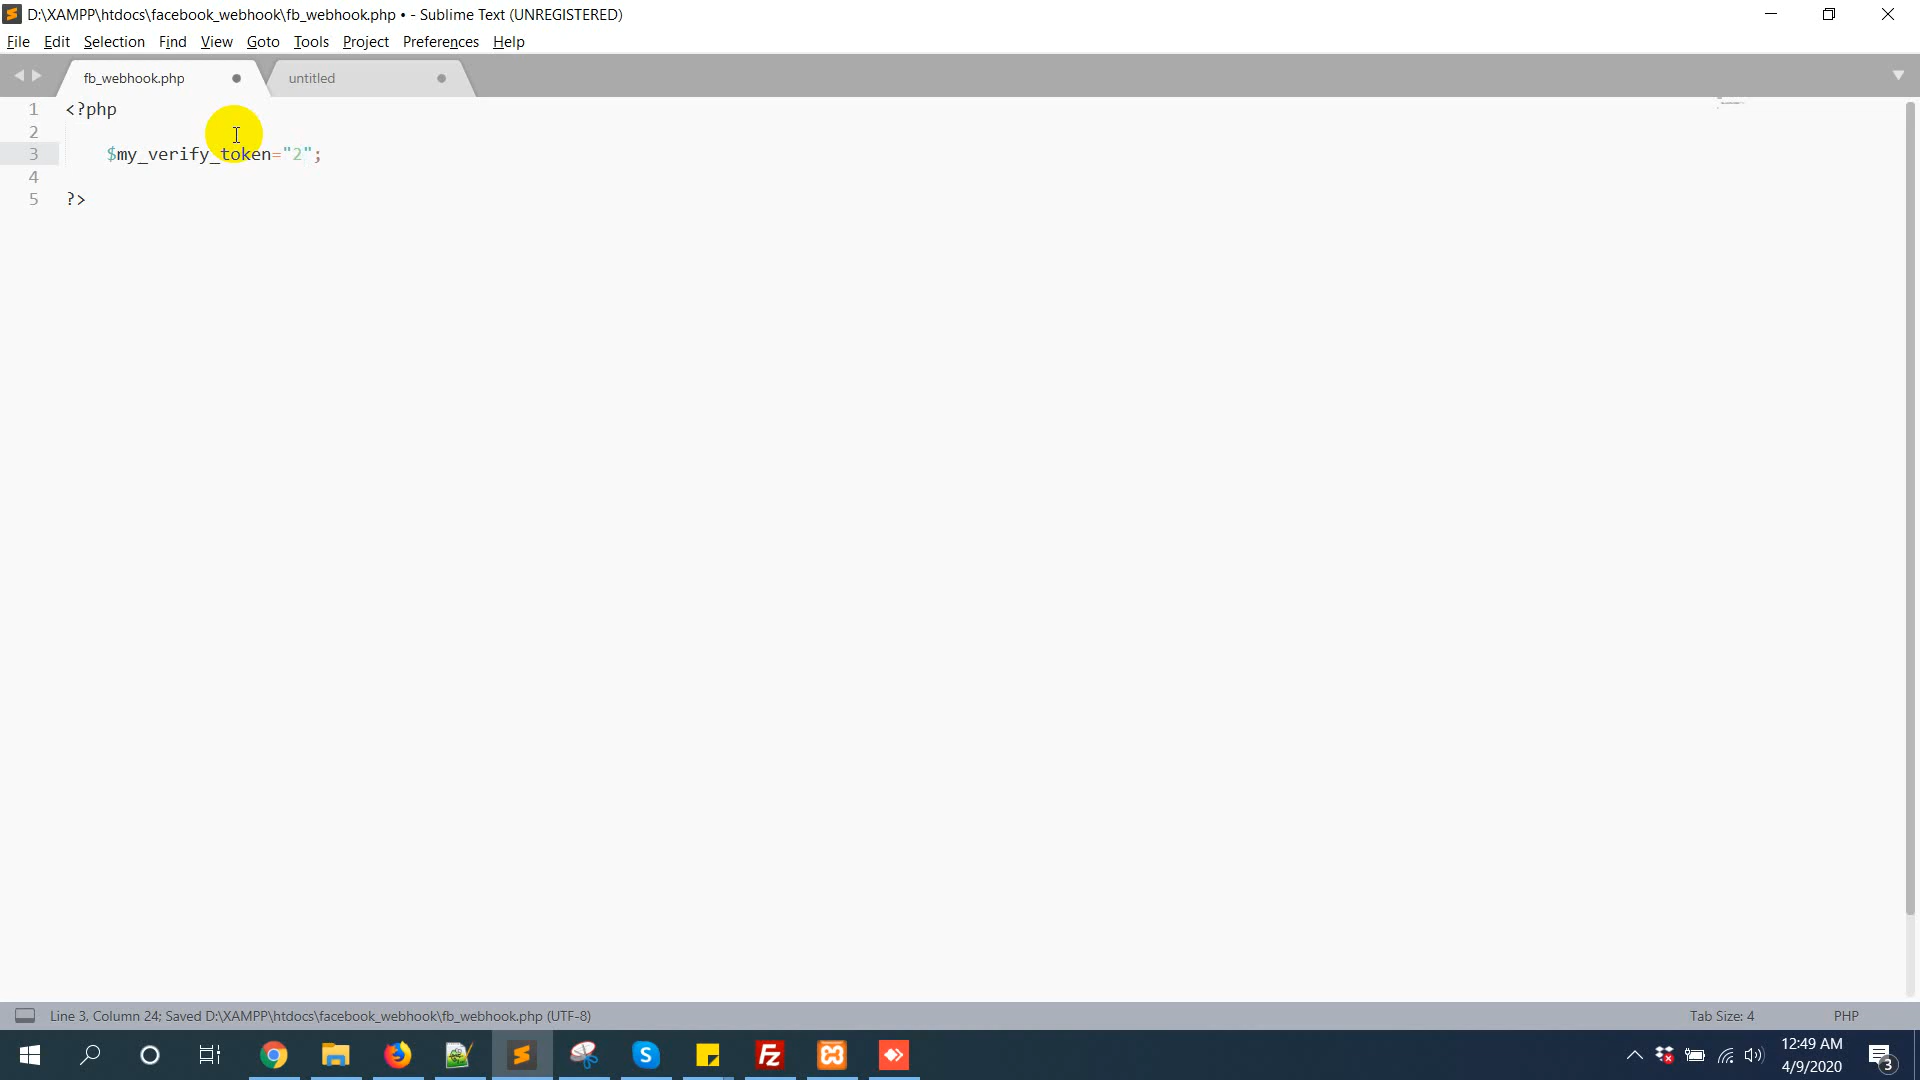 D:\XAMPP\htdocs\facebook_webhook\fb_webhook.php • - Sublime Text (UNREGISTERED)
File Edit Selection Find View Goto Tools Project Preferences Help
fb_webhook.php untitled
1 <?php
2
3 $my_verify_token="2";
4
5 ?>
Line 3, Column 24; Saved D:\XAMPP\htdocs\facebook_webhook\fb_webhook.php (UTF-8) Tab Size: 4 PHP
12:49 AM
4/9/2020
3